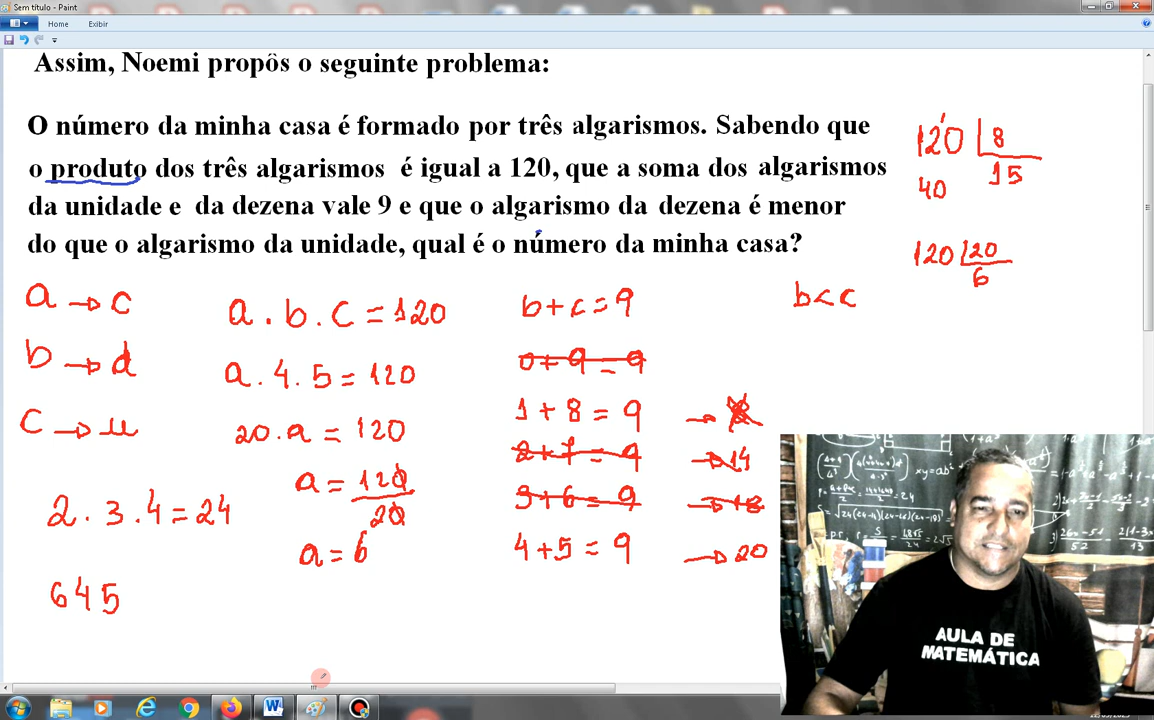 Sem título - Paint
Home Exibir
Assim, Noemi propôs o seguinte problema:
O número da minha casa é formado por três algarismos. Sabendo que
o produto dos três algarismos é igual a 120, que a soma dos algarismos
da unidade e da dezena vale 9 e que o algarismo da dezena é menor
do que o algarismo da unidade, qual é o número da minha casa?
120 | 8
40 15
120 | 20
6
a → c
b → d
c → u
2 . 3 . 4 = 24
645
a . b . c = 120
a . 4 . 5 = 120
20 . a = 120
a = 120
20
a = 6
b + c = 9
0 + 9 = 9
1 + 8 = 9 → 8
2 + 7 = 9 → 14
3 + 6 = 9 → 18
4 + 5 = 9 → 20
b < c
AULA DE
MATEMÁTICA